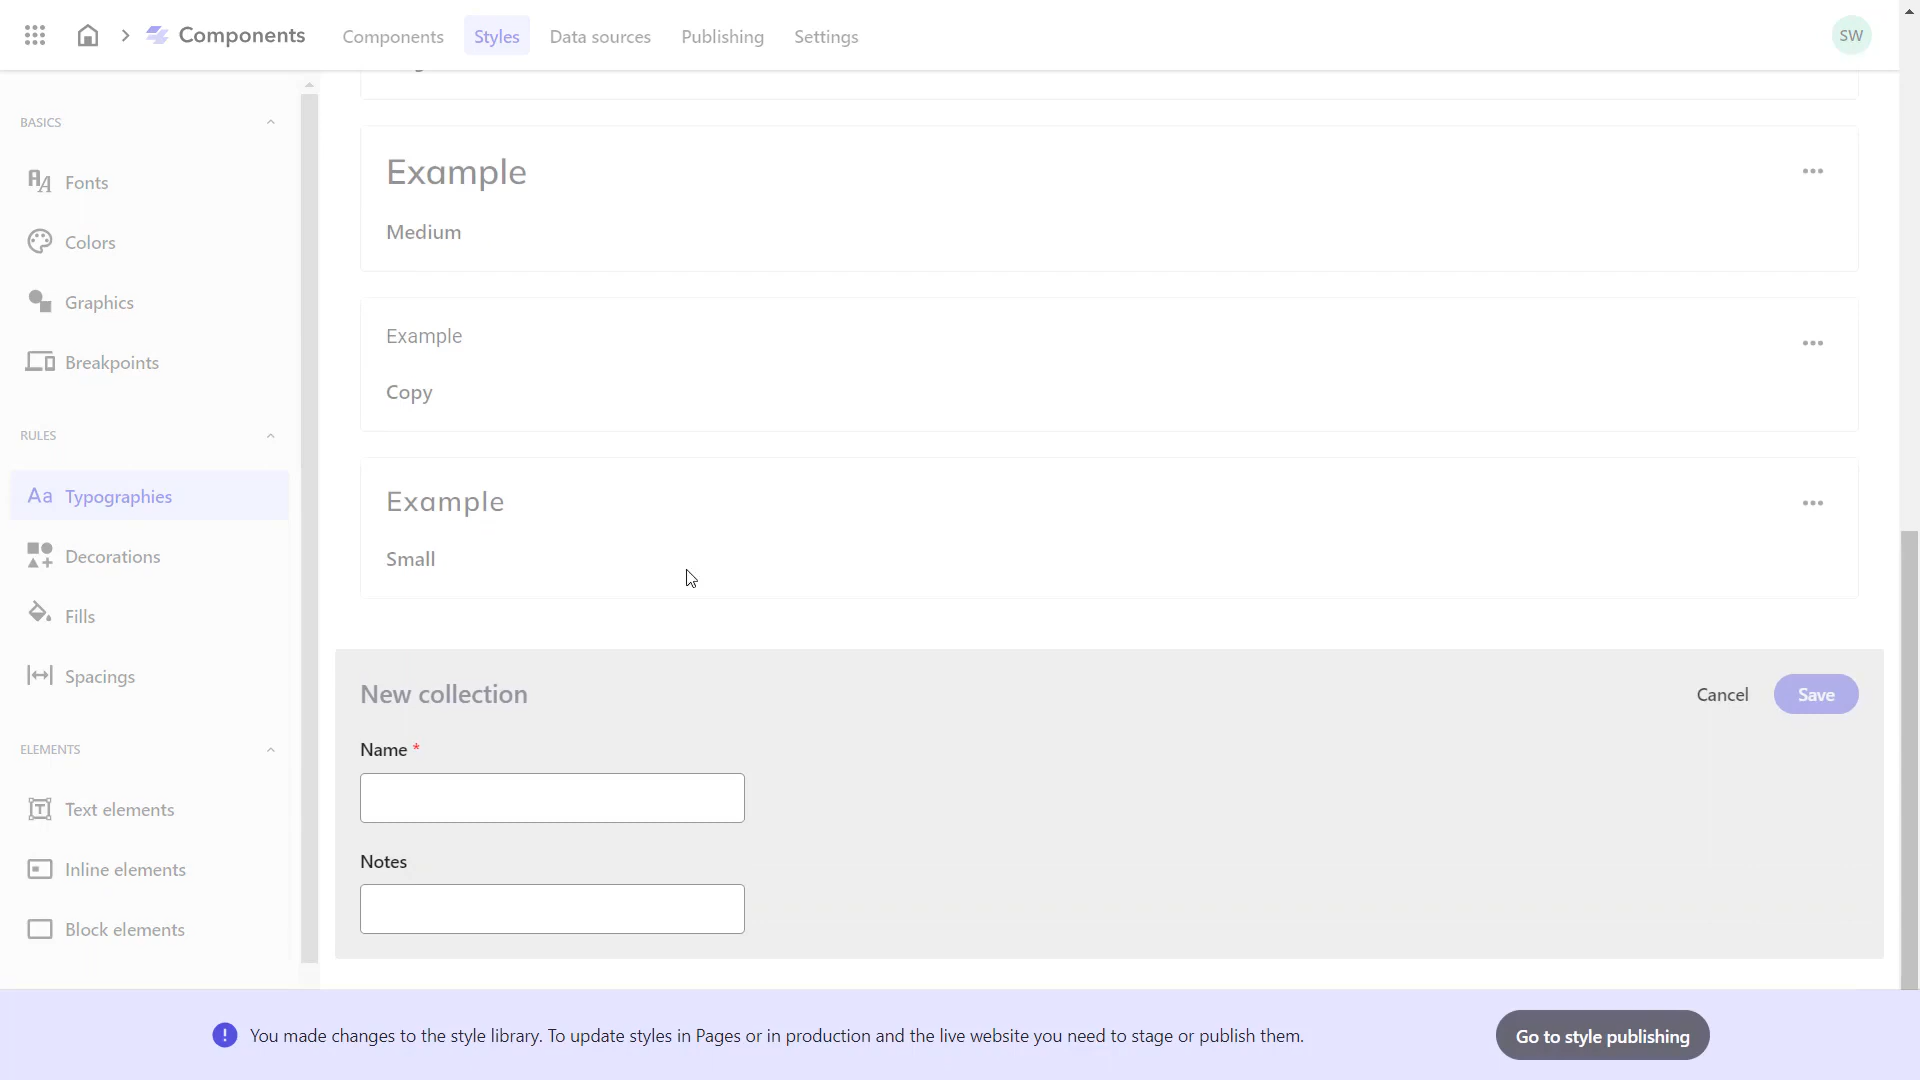 Components
Components
Styles
Data sources
Publishing
Settings
SW
BASICS
Fonts
Colors
Graphics
Breakpoints
RULES
Aa Typographies
Decorations
Fills
Spacings
ELEMENTS
Text elements
Inline elements
Block elements
Example
Medium
Example
Copy
Example
Small
New collection
Cancel
Save
Name *
Notes
You made changes to the style library. To update styles in Pages or in production and the live website you need to stage or publish them.
Go to style publishing